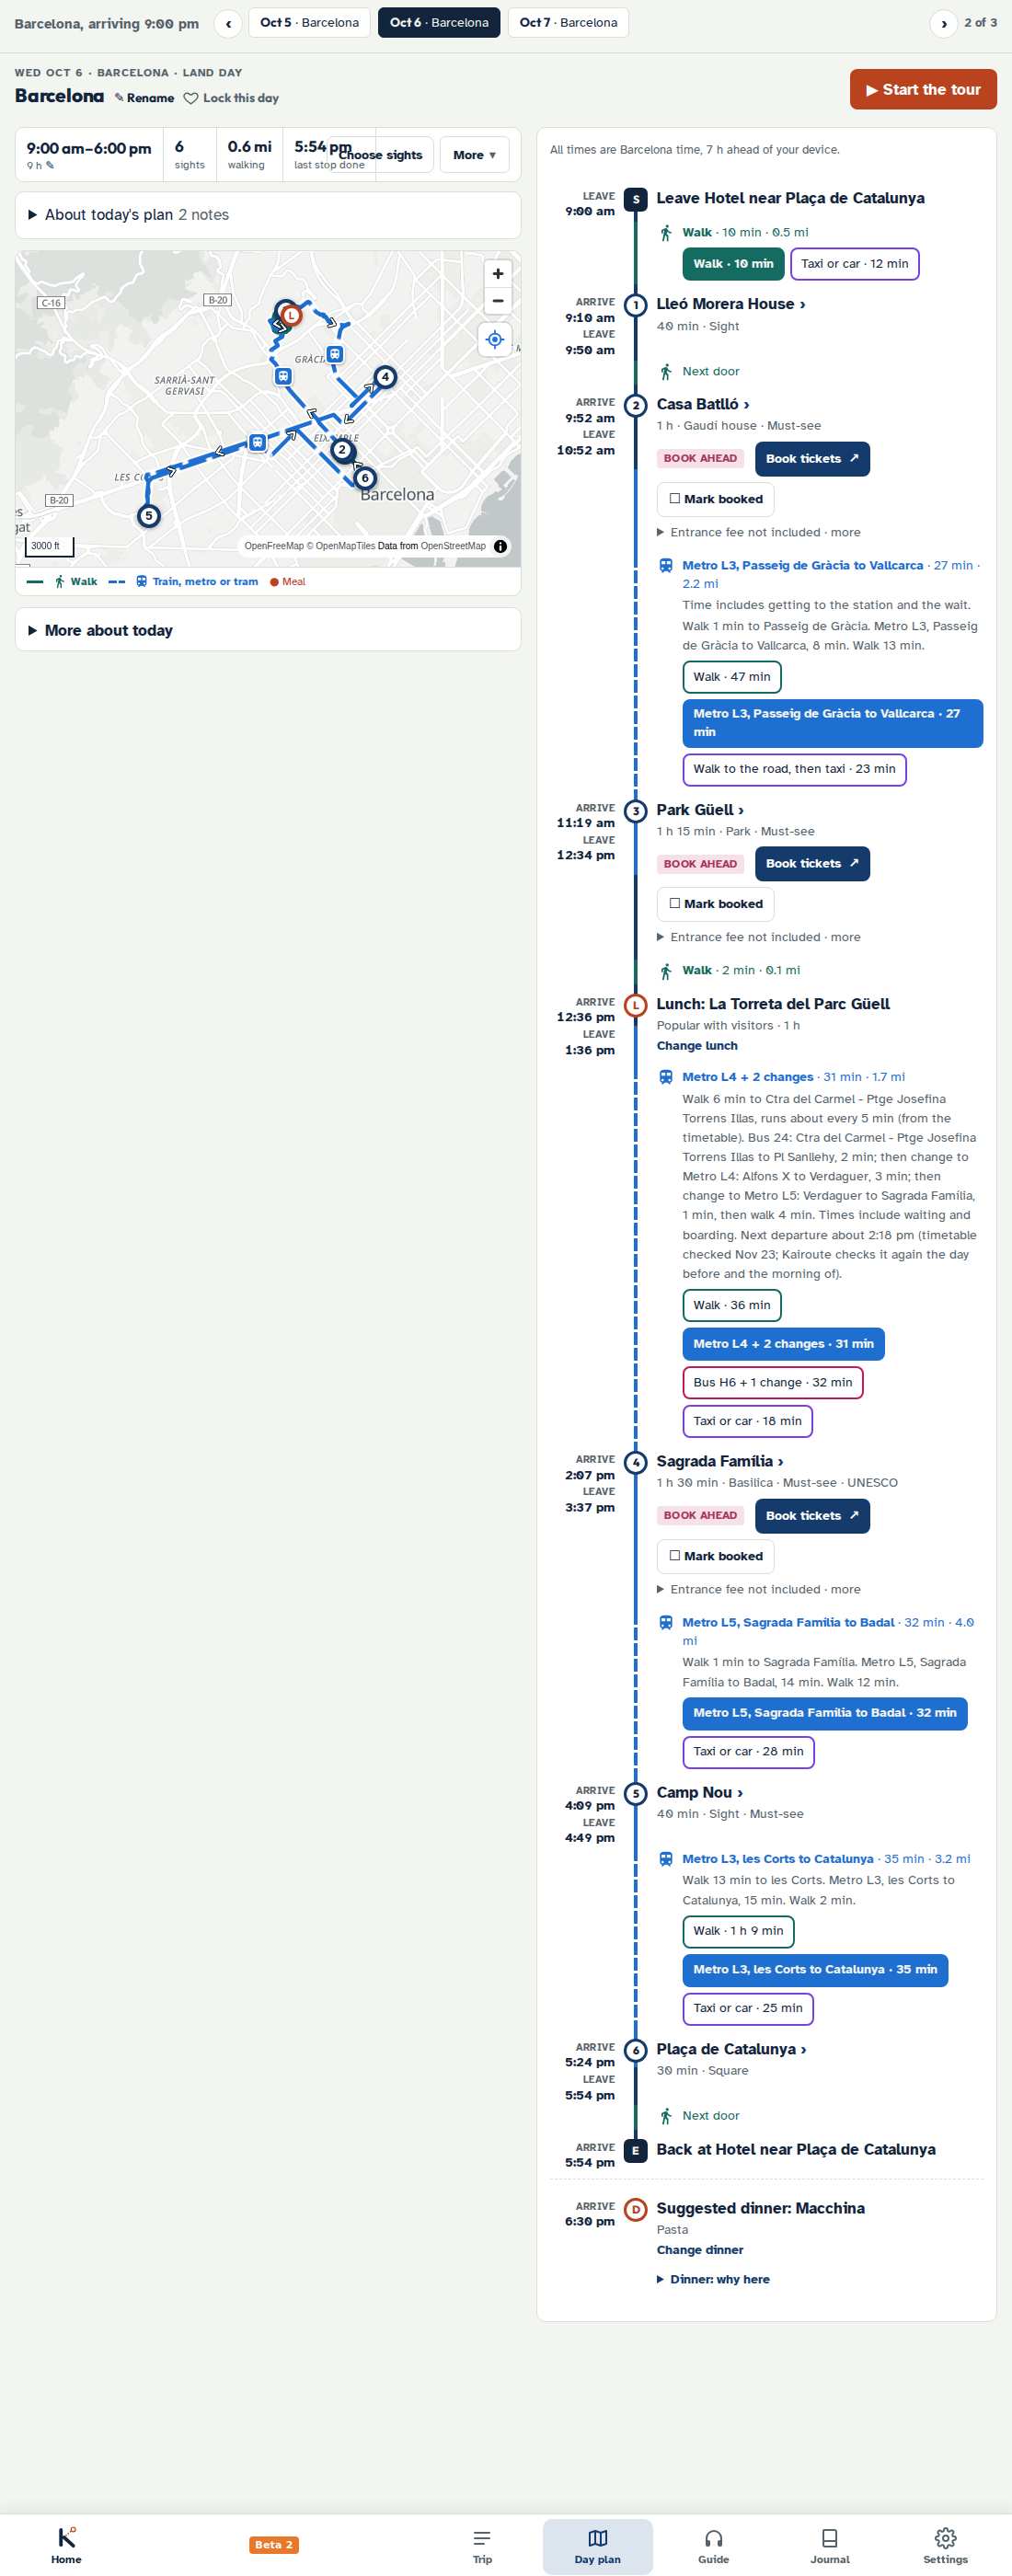 Barcelona, arriving 9:00 pm
‹
Oct 5 · Barcelona
Oct 6 · Barcelona
Oct 7 · Barcelona
›
2 of 3
WED OCT 6 · BARCELONA · LAND DAY
Barcelona
✎ Rename
Lock this day
▶ Start the tour
9:00 am–6:00 pm
9 h ✎
6
sights
0.6 mi
walking
5:54 pm
last stop done
Choose sights
More ▾
▶ About today's plan 2 notes
C-16
B-20
L
GRÀCIA
SARRIÀ-SANT
GERVASI
4
2
6
LES CO
B-20
Barcelona
5
gat
3000 ft
OpenFreeMap © OpenMapTiles Data from OpenStreetMap
Walk
Train, metro or tram
Meal
▶ More about today
All times are Barcelona time, 7 h ahead of your device.
LEAVE
9:00 am
S
Leave Hotel near Plaça de Catalunya
Walk · 10 min · 0.5 mi
Walk · 10 min
Taxi or car · 12 min
ARRIVE
9:10 am
LEAVE
9:50 am
1
Lleó Morera House ›
40 min · Sight
Next door
ARRIVE
9:52 am
LEAVE
10:52 am
2
Casa Batlló ›
1 h · Gaudí house · Must-see
BOOK AHEAD
Book tickets ↗
☐ Mark booked
▶ Entrance fee not included · more
Metro L3, Passeig de Gràcia to Vallcarca · 27 min ·
2.2 mi
Time includes getting to the station and the wait.
Walk 1 min to Passeig de Gràcia. Metro L3, Passeig
de Gràcia to Vallcarca, 8 min. Walk 13 min.
Walk · 47 min
Metro L3, Passeig de Gràcia to Vallcarca · 27
min
Walk to the road, then taxi · 23 min
ARRIVE
11:19 am
LEAVE
12:34 pm
3
Park Güell ›
1 h 15 min · Park · Must-see
BOOK AHEAD
Book tickets ↗
☐ Mark booked
▶ Entrance fee not included · more
Walk · 2 min · 0.1 mi
ARRIVE
12:36 pm
LEAVE
1:36 pm
L
Lunch: La Torreta del Parc Güell
Popular with visitors · 1 h
Change lunch
Metro L4 + 2 changes · 31 min · 1.7 mi
Walk 6 min to Ctra del Carmel - Ptge Josefina
Torrens Illas, runs about every 5 min (from the
timetable). Bus 24: Ctra del Carmel - Ptge Josefina
Torrens Illas to Pl Sanllehy, 2 min; then change to
Metro L4: Alfons X to Verdaguer, 3 min; then
change to Metro L5: Verdaguer to Sagrada Família,
1 min, then walk 4 min. Times include waiting and
boarding. Next departure about 2:18 pm (timetable
checked Nov 23; Kairoute checks it again the day
before and the morning of).
Walk · 36 min
Metro L4 + 2 changes · 31 min
Bus H6 + 1 change · 32 min
Taxi or car · 18 min
ARRIVE
2:07 pm
LEAVE
3:37 pm
4
Sagrada Família ›
1 h 30 min · Basilica · Must-see · UNESCO
BOOK AHEAD
Book tickets ↗
☐ Mark booked
▶ Entrance fee not included · more
Metro L5, Sagrada Família to Badal · 32 min · 4.0
mi
Walk 1 min to Sagrada Família. Metro L5, Sagrada
Família to Badal, 14 min. Walk 12 min.
Metro L5, Sagrada Família to Badal · 32 min
Taxi or car · 28 min
ARRIVE
4:09 pm
LEAVE
4:49 pm
5
Camp Nou ›
40 min · Sight · Must-see
Metro L3, les Corts to Catalunya · 35 min · 3.2 mi
Walk 13 min to les Corts. Metro L3, les Corts to
Catalunya, 15 min. Walk 2 min.
Walk · 1 h 9 min
Metro L3, les Corts to Catalunya · 35 min
Taxi or car · 25 min
ARRIVE
5:24 pm
LEAVE
5:54 pm
6
Plaça de Catalunya ›
30 min · Square
Next door
ARRIVE
5:54 pm
E
Back at Hotel near Plaça de Catalunya
ARRIVE
6:30 pm
D
Suggested dinner: Macchina
Pasta
Change dinner
▶ Dinner: why here
Home
Beta 2
Trip
Day plan
Guide
Journal
Settings